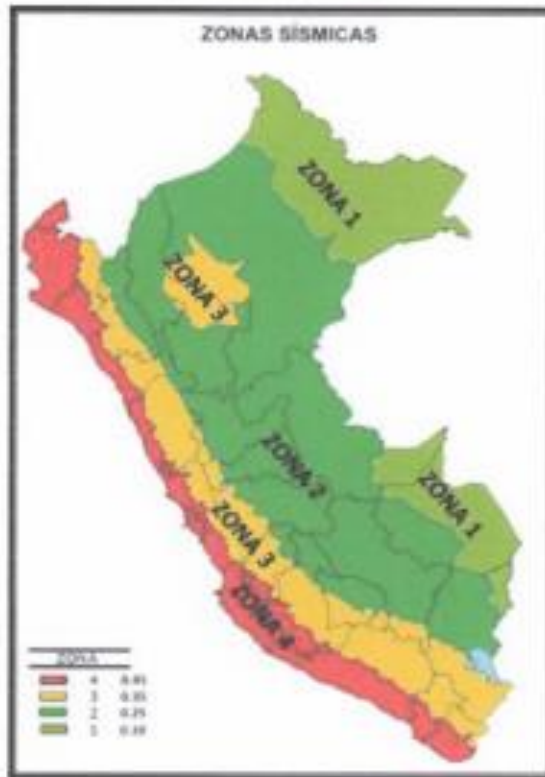 ZONAS SÍSMICAS
ZONA 1
ZONA 3
ZONA 2
ZONA 1
ZONA 3
ZONA 4
ZONA
4 0.45
3 0.35
2 0.25
1 0.10